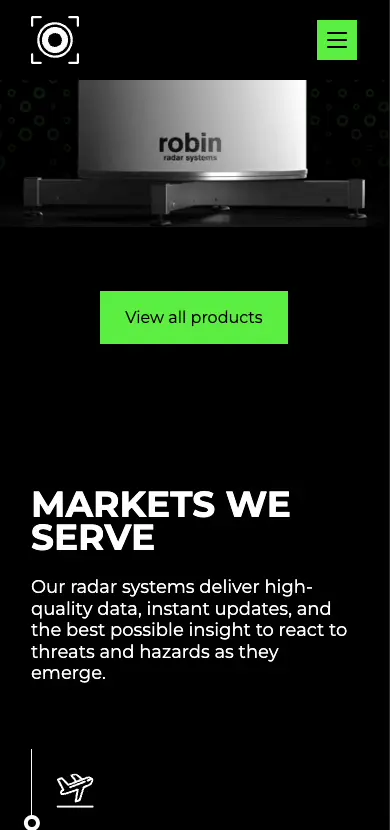 robin
radar systems
View all products
MARKETS WE
SERVE
Our radar systems deliver high-
quality data, instant updates, and
the best possible insight to react to
threats and hazards as they
emerge.